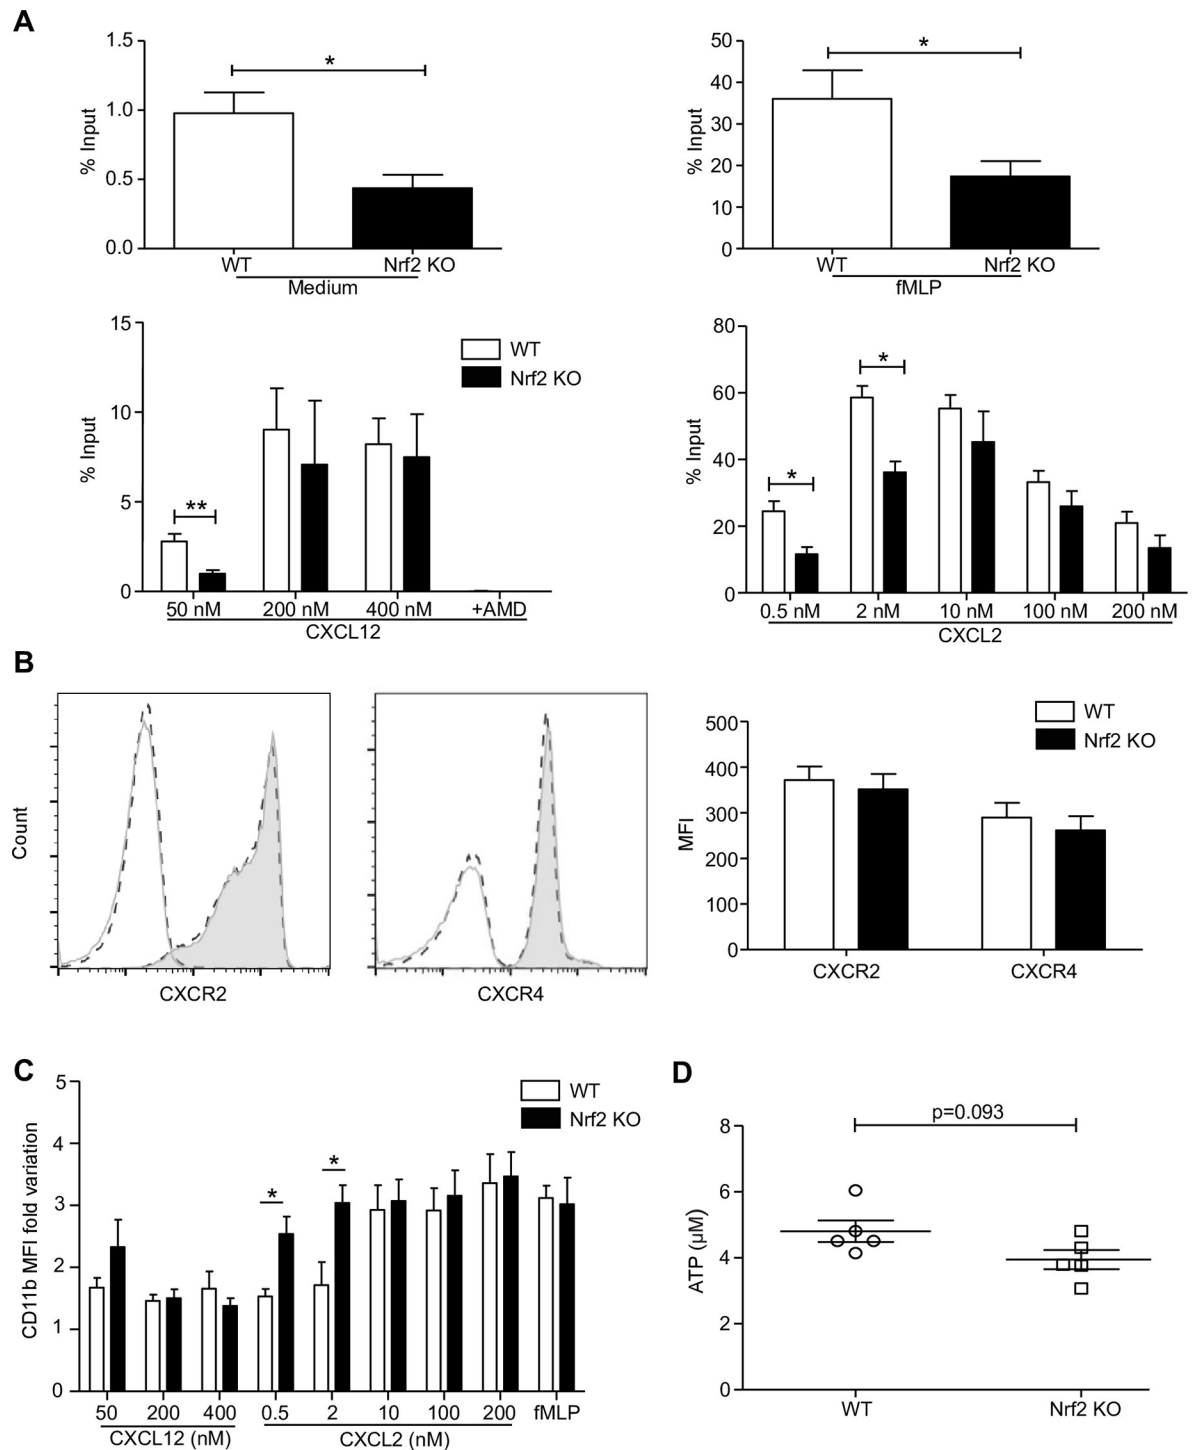 A
1.5
1.0
0.5
0.0
% Input
*
WT
Nrf2 KO
Medium
50
40
30
20
10
0
% Input
*
WT
Nrf2 KO
fMLP
15
10
5
0
% Input
**
WT
Nrf2 KO
50 nM 200 nM 400 nM +AMD
CXCL12
80
60
40
20
0
% Input
*
*
0.5 nM 2 nM 10 nM 100 nM 200 nM
CXCL2
B
Count
CXCR2
CXCR4
500
400
300
200
100
0
MFI
WT
Nrf2 KO
CXCR2 CXCR4
C
5
4
3
2
1
0
CD11b MFI fold variation
WT
Nrf2 KO
*
*
50 200 400 0.5 2 10 100 200 fMLP
CXCL12 (nM) CXCL2 (nM)
D
8
6
4
2
0
ATP (μM)
p=0.093
WT Nrf2 KO